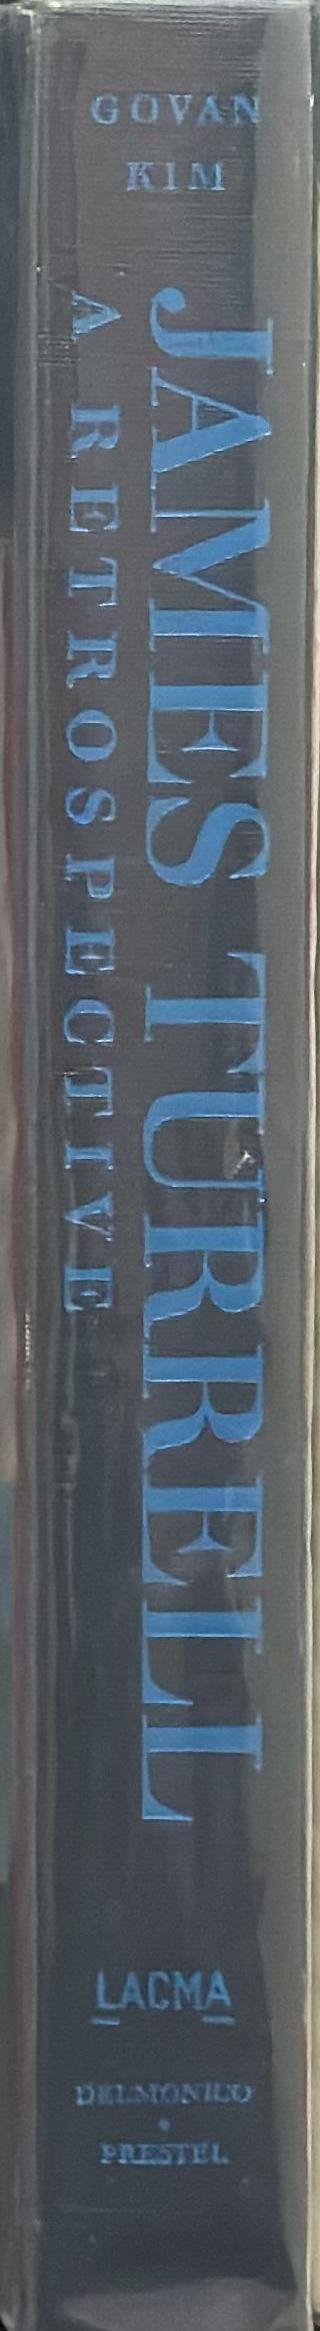 GOVAN
KIM
JAMES TURRELL
A RETROSPECTIVE
LACMA
DELMONICO
•
PRESTEL